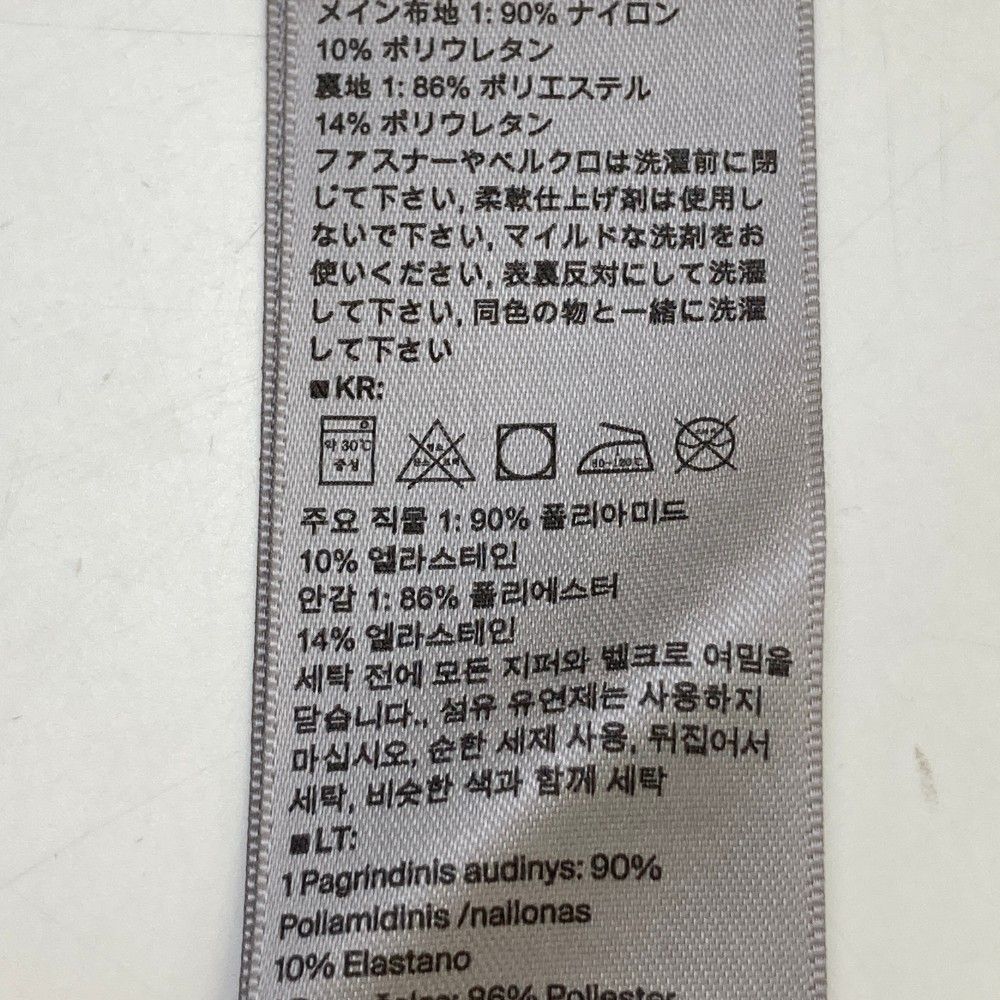 メイン布地 1: 90% ナイロン
10% ポリウレタン
裏地 1: 86% ポリエステル
14% ポリウレタン
ファスナーやベルクロは洗濯前に閉
じて下さい, 柔軟仕上げ剤は使用し
ないで下さい, マイルドな洗剤をお
使いください, 表裏反対にして洗濯
して下さい, 同色の物と一緒に洗濯
して下さい
KR:
약 30℃
중성
80~120℃
주요 직물 1: 90% 폴리아미드
10% 엘라스테인
안감 1: 86% 폴리에스터
14% 엘라스테인
세탁 전에 모든 지퍼와 벨크로 여밈을
닫습니다., 섬유 유연제는 사용하지
마십시오, 순한 세제 사용, 뒤집어서
세탁, 비슷한 색과 함께 세탁
LT:
1 Pagrindinis audinys: 90%
Poliamidinis /nailonas
10% Elastano
86% Poliester